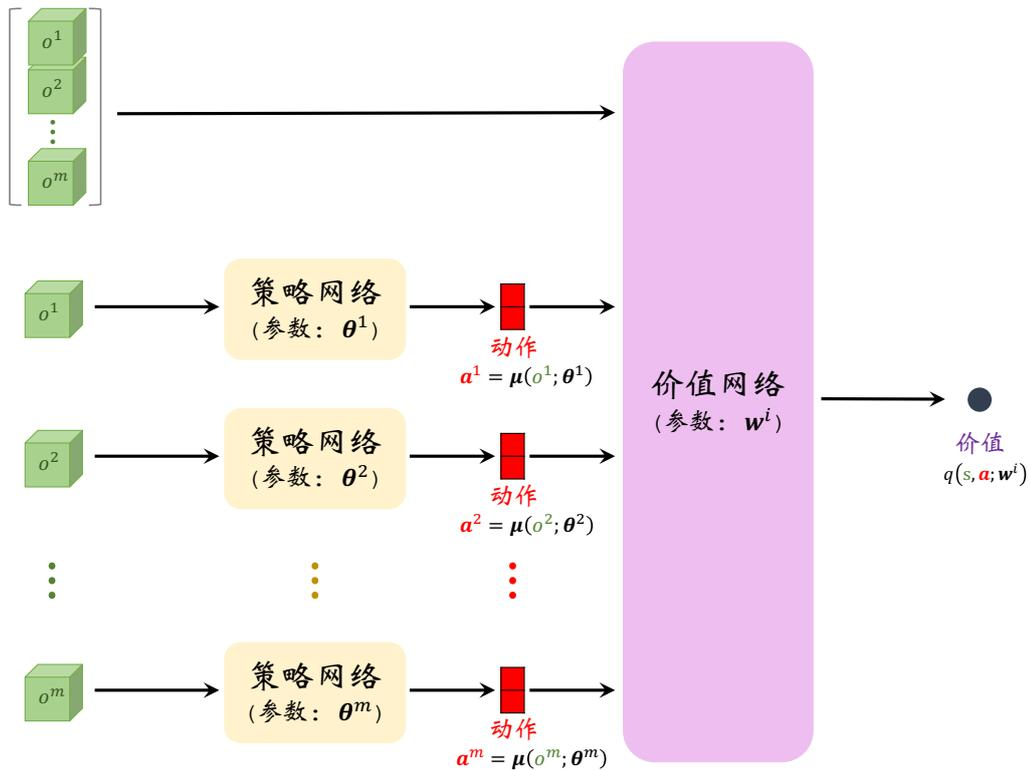 o¹
o²
⋮
oᵐ
o¹
策略网络
(参数: θ¹)
动作
a¹ = μ(o¹; θ¹)
o²
策略网络
(参数: θ²)
动作
a² = μ(o²; θ²)
⋮ ⋮ ⋮
oᵐ
策略网络
(参数: θᵐ)
动作
aᵐ = μ(oᵐ; θᵐ)
价值网络
(参数: wⁱ)
价值
q(s, a; wⁱ)